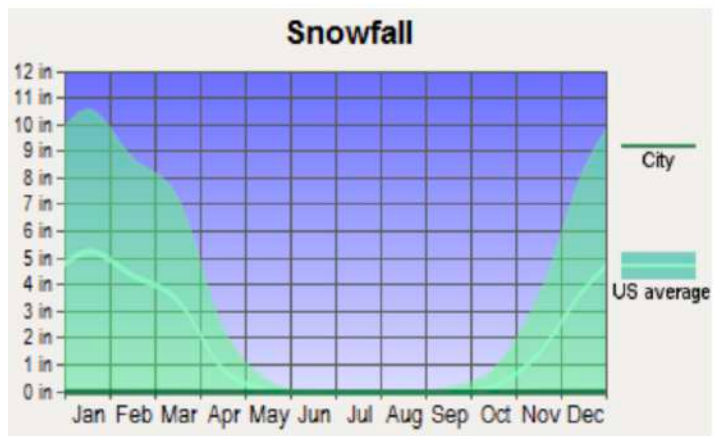 Snowfall
12 in
11 in
10 in
9 in
8 in
7 in
6 in
5 in
4 in
3 in
2 in
1 in
0 in
Jan Feb Mar Apr May Jun Jul Aug Sep Oct Nov Dec
City
US average